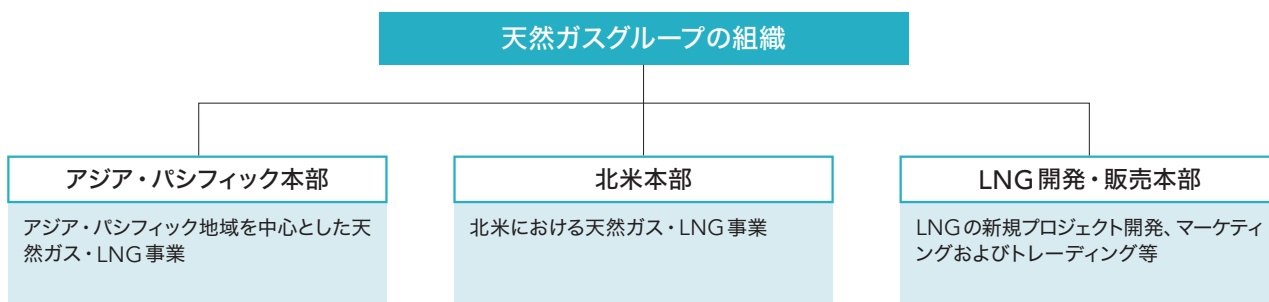 天然ガスグループの組織
アジア・パシフィック本部
アジア・パシフィック地域を中心とした天
然ガス・LNG事業
北米本部
北米における天然ガス・LNG事業
LNG開発・販売本部
LNGの新規プロジェクト開発、マーケティ
ングおよびトレーディング等